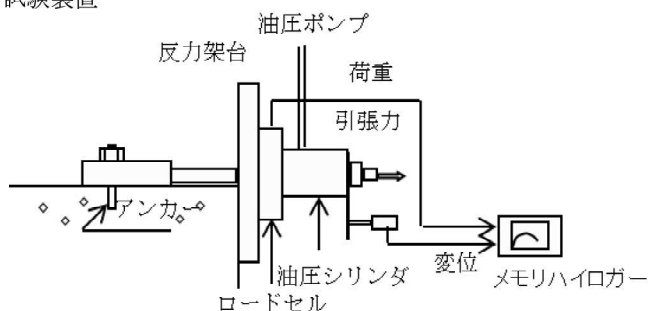 試験装置
油圧ポンプ
反力架台
荷重
引張力
アンカー
油圧シリンダ
変位
メモリハイロガー
ロードセル